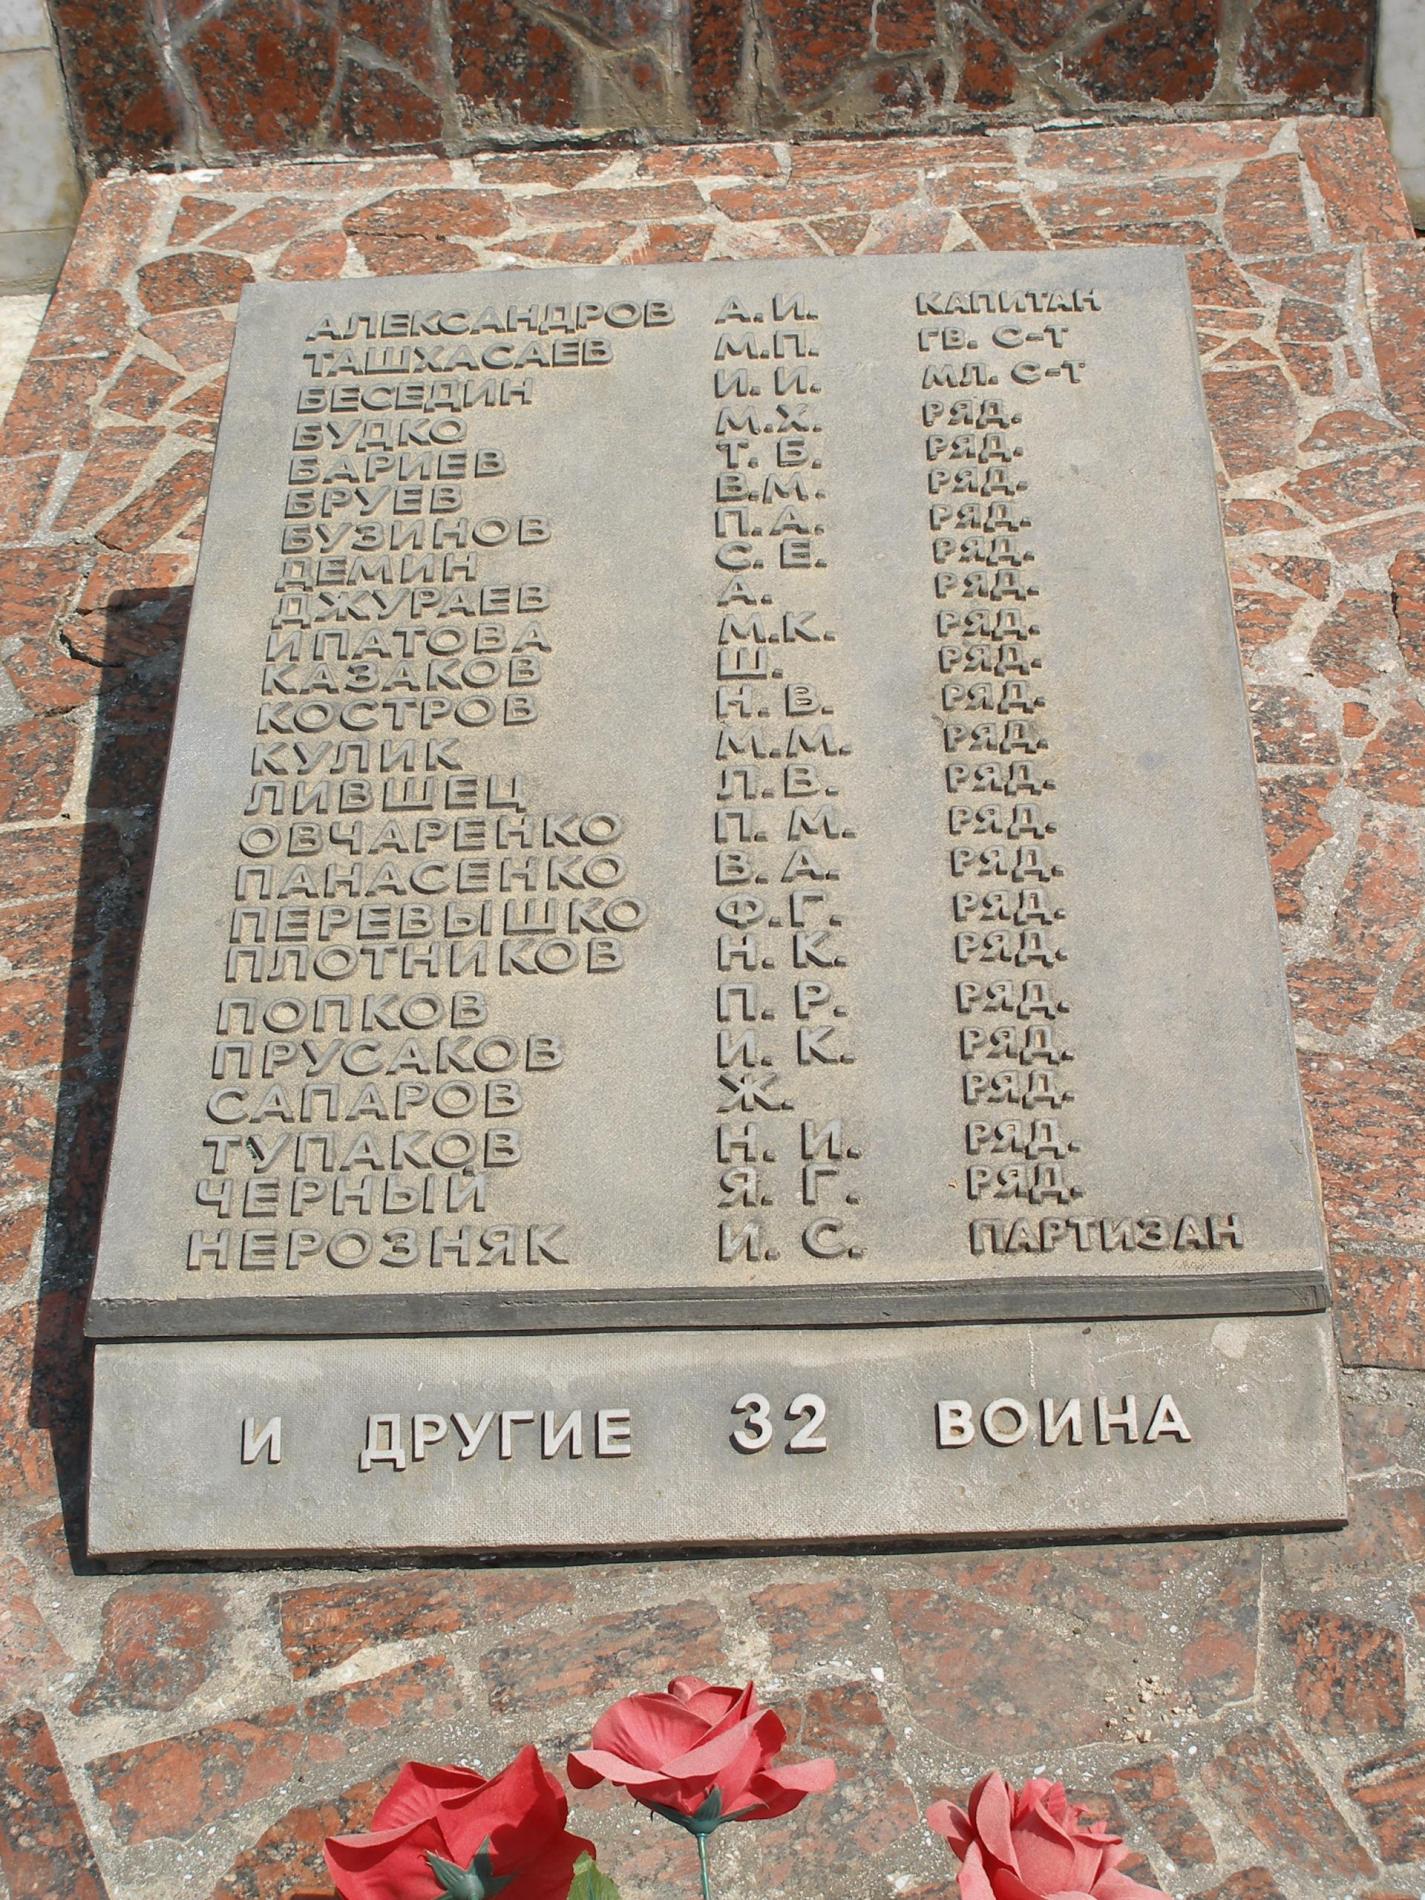 АЛЕКСАНДРОВ А.И. КАПИТАН
ТАШХАСАЕВ М.П. ГВ. С-Т
БЕСЕДИН И.И. МЛ. С-Т
БУДКО М.Х. РЯД.
БАРИЕВ Т.Б. РЯД.
БРУЕВ В.М. РЯД.
БУЗИНОВ П.А. РЯД.
ДЕМИН С.Е. РЯД.
ДЖУРАЕВ А. РЯД.
ИПАТОВА М.К. РЯД.
КАЗАКОВ Ш. РЯД.
КОСТРОВ Н.В. РЯД.
КУЛИК М.М. РЯД.
ЛИВШЕЦ Л.В. РЯД.
ОВЧАРЕНКО П.М. РЯД.
ПАНАСЕНКО В.А. РЯД.
ПЕРЕВЫШКО Ф.Г. РЯД.
ПЛОТНИКОВ Н.К. РЯД.
ПОПКОВ П.Р. РЯД.
ПРУСАКОВ И.К. РЯД.
САПАРОВ Ж. РЯД.
ТУПАКОВ Н.И. РЯД.
ЧЕРНЫЙ Я.Г. РЯД.
НЕРОЗНЯК И.С. ПАРТИЗАН
И ДРУГИЕ 32 ВОИНА